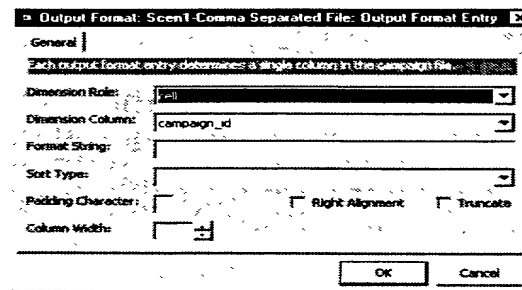 Output Format: Scen1-Comma Separated File: Output Format Entry
General
Each output format entry determines a single column in the campaign file.
Dimension Role: cell
Dimension Column: campaign_id
Format String:
Sort Type:
Padding Character: Right Alignment Truncate
Column Width:
OK Cancel